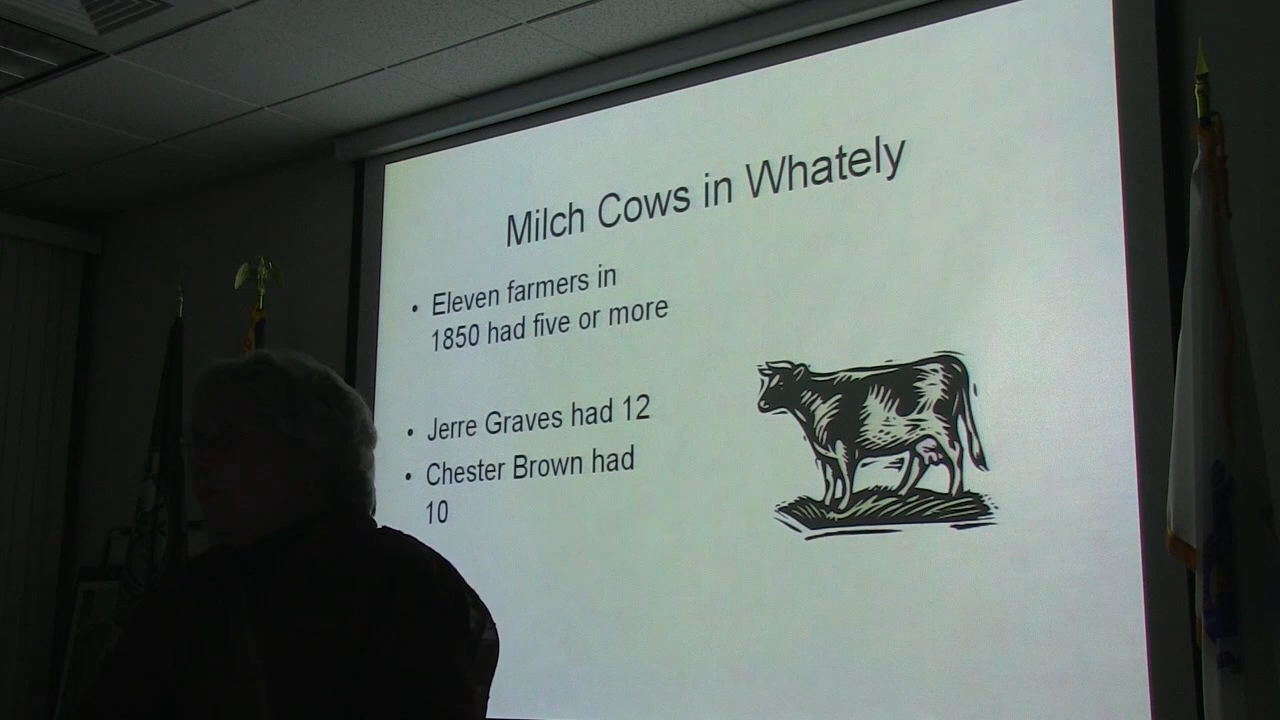 Milch Cows in Whately
• Eleven farmers in
1850 had five or more
• Jerre Graves had 12
• Chester Brown had
10